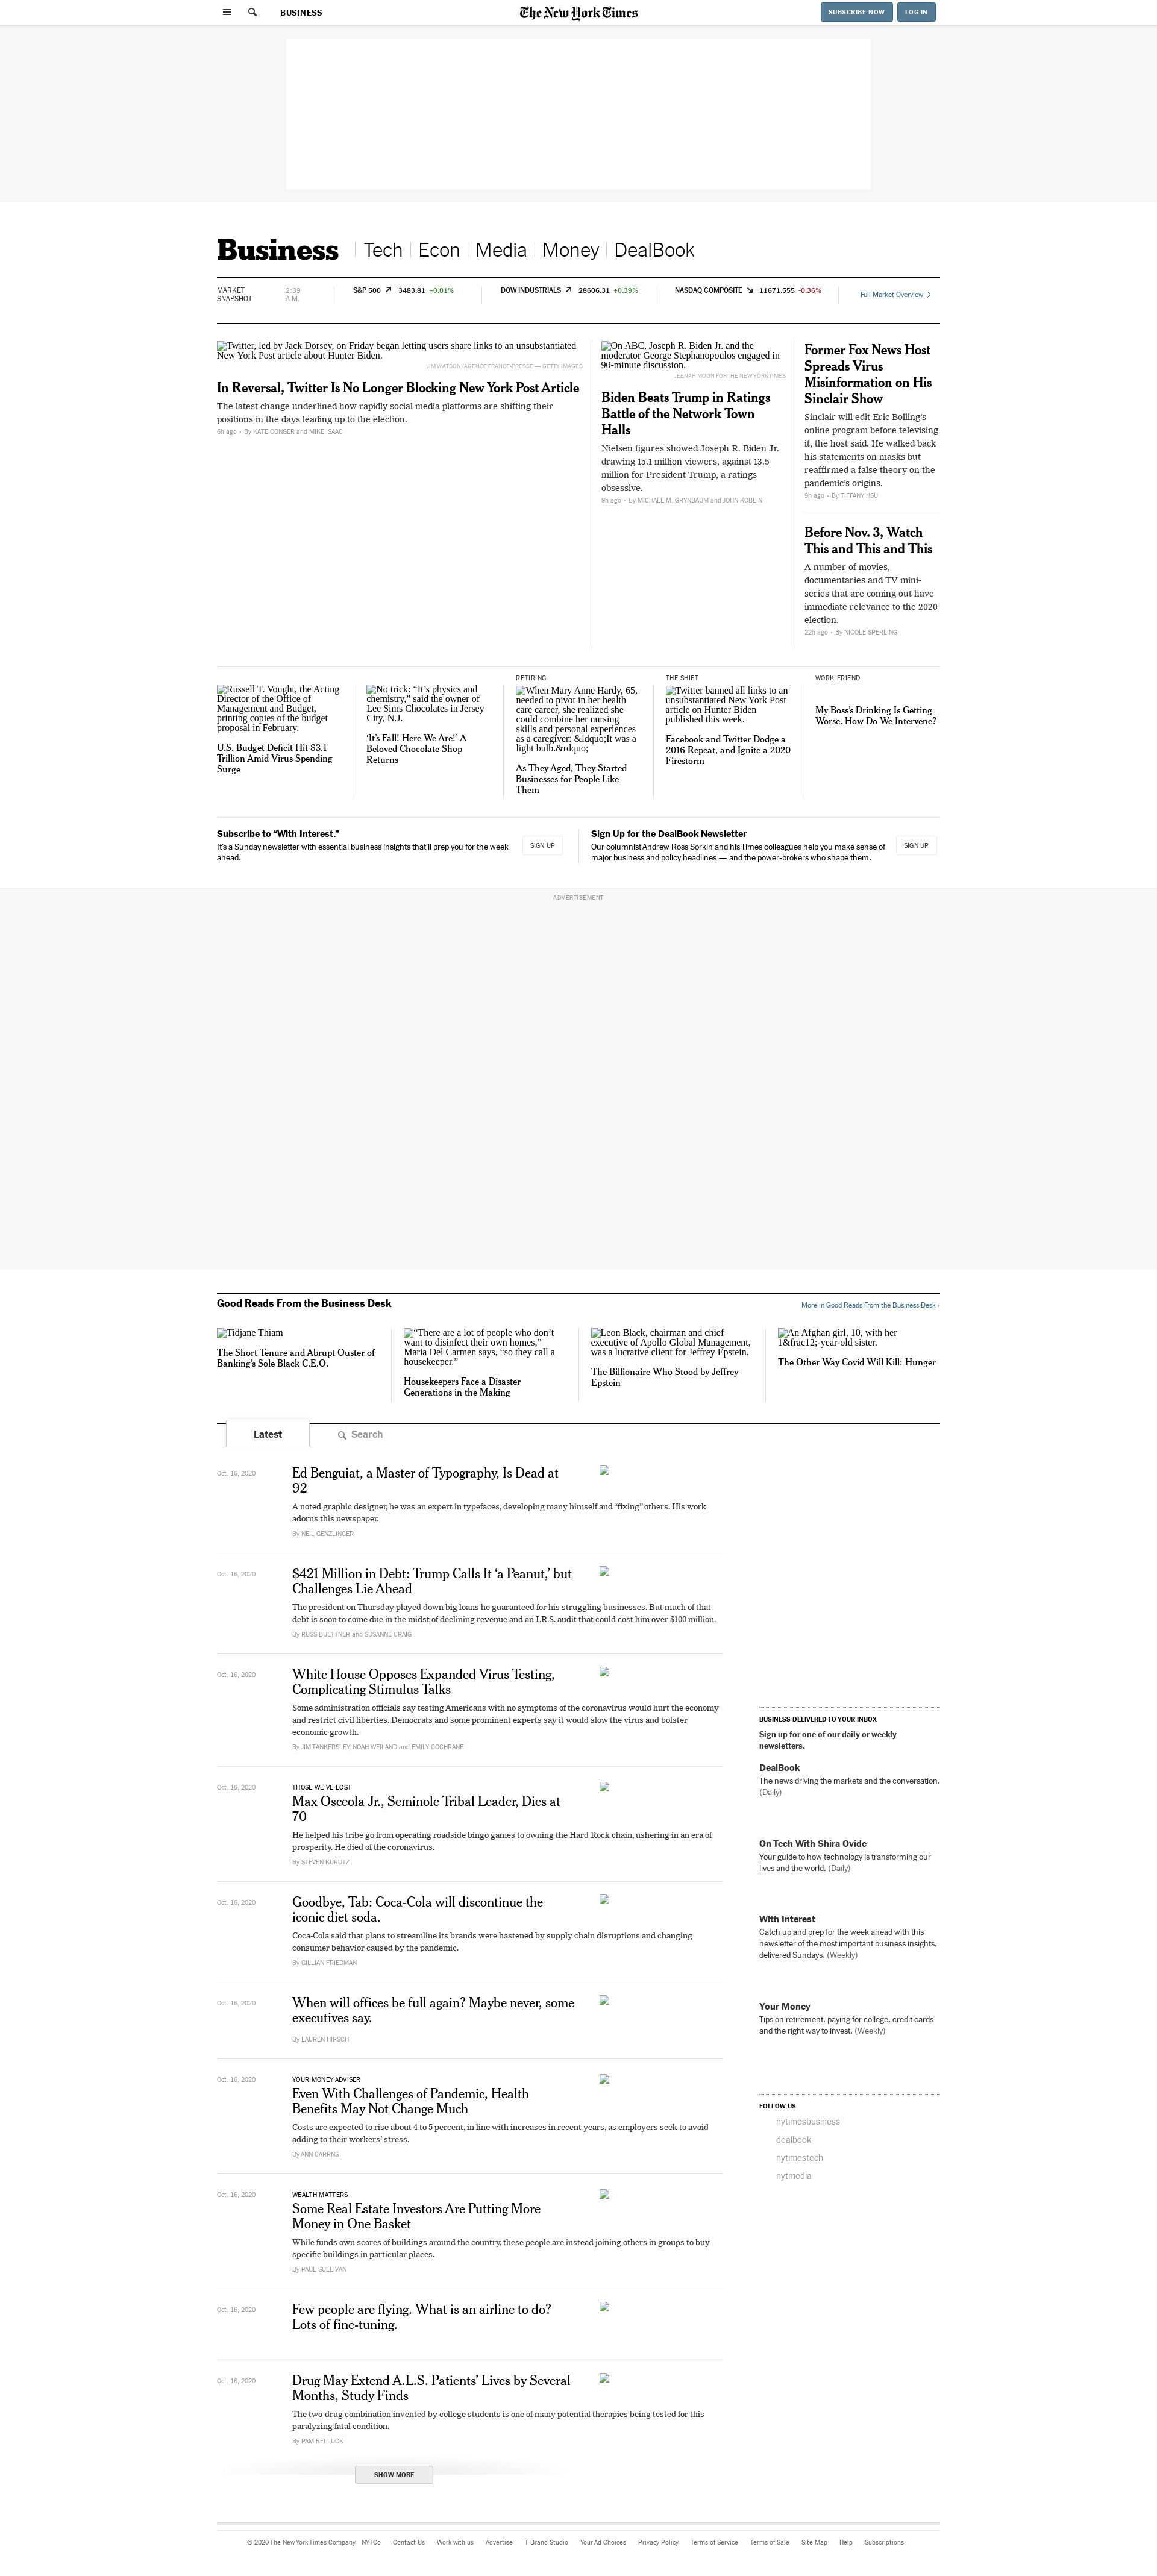 BUSINESS
The New York Times
SUBSCRIBE NOW
LOG IN
Business
Tech
Econ
Media
Money
DealBook
MARKET SNAPSHOT
2:39 A.M.
S&P 500 3483.81 +0.01%
DOW INDUSTRIALS 28606.31 +0.39%
NASDAQ COMPOSITE 11671.555 -0.36%
Full Market Overview
Twitter, led by Jack Dorsey, on Friday began letting users share links to an unsubstantiated
New York Post article about Hunter Biden.
JIM WATSON/AGENCE FRANCE-PRESSE — GETTY IMAGES
In Reversal, Twitter Is No Longer Blocking New York Post Article
The latest change underlined how rapidly social media platforms are shifting their
positions in the days leading up to the election.
6h ago • By KATE CONGER and MIKE ISAAC
On ABC, Joseph R. Biden Jr. and the
moderator George Stephanopoulos engaged in
90-minute discussion.
JEENAH MOON FOR THE NEW YORK TIMES
Biden Beats Trump in Ratings
Battle of the Network Town
Halls
Nielsen figures showed Joseph R. Biden Jr.
drawing 15.1 million viewers, against 13.5
million for President Trump, a ratings
obsessive.
9h ago • By MICHAEL M. GRYNBAUM and JOHN KOBLIN
Former Fox News Host
Spreads Virus
Misinformation on His
Sinclair Show
Sinclair will edit Eric Bolling’s
online program before televising
it, the host said. He walked back
his statements on masks but
reaffirmed a false theory on the
pandemic’s origins.
9h ago • By TIFFANY HSU
Before Nov. 3, Watch
This and This and This
A number of movies,
documentaries and TV mini-
series that are coming out have
immediate relevance to the 2020
election.
22h ago • By NICOLE SPERLING
Russell T. Vought, the Acting
Director of the Office of
Management and Budget,
printing copies of the budget
proposal in February.
U.S. Budget Deficit Hit $3.1
Trillion Amid Virus Spending
Surge
No trick: “It’s physics and
chemistry,” said the owner of
Lee Sims Chocolates in Jersey
City, N.J.
‘It’s Fall! Here We Are!’ A
Beloved Chocolate Shop
Returns
RETIRING
When Mary Anne Hardy, 65,
needed to pivot in her health
care career, she realized she
could combine her nursing
skills and personal experiences
as a caregiver: &ldquo;It was a
light bulb.&rdquo;
As They Aged, They Started
Businesses for People Like
Them
THE SHIFT
Twitter banned all links to an
unsubstantiated New York Post
article on Hunter Biden
published this week.
Facebook and Twitter Dodge a
2016 Repeat, and Ignite a 2020
Firestorm
WORK FRIEND
My Boss’s Drinking Is Getting
Worse. How Do We Intervene?
Subscribe to “With Interest.”
It’s a Sunday newsletter with essential business insights that’ll prep you for the week
ahead.
SIGN UP
Sign Up for the DealBook Newsletter
Our columnist Andrew Ross Sorkin and his Times colleagues help you make sense of
major business and policy headlines — and the power-brokers who shape them.
SIGN UP
ADVERTISEMENT
Good Reads From the Business Desk
More in Good Reads From the Business Desk ›
Tidjane Thiam
The Short Tenure and Abrupt Ouster of
Banking’s Sole Black C.E.O.
“There are a lot of people who don’t
want to disinfect their own homes,”
Maria Del Carmen says, “so they call a
housekeeper.”
Housekeepers Face a Disaster
Generations in the Making
Leon Black, chairman and chief
executive of Apollo Global Management,
was a lucrative client for Jeffrey Epstein.
The Billionaire Who Stood by Jeffrey
Epstein
An Afghan girl, 10, with her
1&frac12;-year-old sister.
The Other Way Covid Will Kill: Hunger
Latest
Search
Oct. 16, 2020
Ed Benguiat, a Master of Typography, Is Dead at
92
A noted graphic designer, he was an expert in typefaces, developing many himself and “fixing” others. His work
adorns this newspaper.
By NEIL GENZLINGER
Oct. 16, 2020
$421 Million in Debt: Trump Calls It ‘a Peanut,’ but
Challenges Lie Ahead
The president on Thursday played down big loans he guaranteed for his struggling businesses. But much of that
debt is soon to come due in the midst of declining revenue and an I.R.S. audit that could cost him over $100 million.
By RUSS BUETTNER and SUSANNE CRAIG
Oct. 16, 2020
White House Opposes Expanded Virus Testing,
Complicating Stimulus Talks
Some administration officials say testing Americans with no symptoms of the coronavirus would hurt the economy
and restrict civil liberties. Democrats and some prominent experts say it would slow the virus and bolster
economic growth.
By JIM TANKERSLEY, NOAH WEILAND and EMILY COCHRANE
Oct. 16, 2020
THOSE WE’VE LOST
Max Osceola Jr., Seminole Tribal Leader, Dies at
70
He helped his tribe go from operating roadside bingo games to owning the Hard Rock chain, ushering in an era of
prosperity. He died of the coronavirus.
By STEVEN KURUTZ
Oct. 16, 2020
Goodbye, Tab: Coca-Cola will discontinue the
iconic diet soda.
Coca-Cola said that plans to streamline its brands were hastened by supply chain disruptions and changing
consumer behavior caused by the pandemic.
By GILLIAN FRIEDMAN
Oct. 16, 2020
When will offices be full again? Maybe never, some
executives say.
By LAUREN HIRSCH
Oct. 16, 2020
YOUR MONEY ADVISER
Even With Challenges of Pandemic, Health
Benefits May Not Change Much
Costs are expected to rise about 4 to 5 percent, in line with increases in recent years, as employers seek to avoid
adding to their workers’ stress.
By ANN CARRNS
Oct. 16, 2020
WEALTH MATTERS
Some Real Estate Investors Are Putting More
Money in One Basket
While funds own scores of buildings around the country, these people are instead joining others in groups to buy
specific buildings in particular places.
By PAUL SULLIVAN
Oct. 16, 2020
Few people are flying. What is an airline to do?
Lots of fine-tuning.
Oct. 16, 2020
Drug May Extend A.L.S. Patients’ Lives by Several
Months, Study Finds
The two-drug combination invented by college students is one of many potential therapies being tested for this
paralyzing fatal condition.
By PAM BELLUCK
SHOW MORE
BUSINESS DELIVERED TO YOUR INBOX
Sign up for one of our daily or weekly
newsletters.
DealBook
The news driving the markets and the conversation.
(Daily)
On Tech With Shira Ovide
Your guide to how technology is transforming our
lives and the world. (Daily)
With Interest
Catch up and prep for the week ahead with this
newsletter of the most important business insights,
delivered Sundays. (Weekly)
Your Money
Tips on retirement, paying for college, credit cards
and the right way to invest. (Weekly)
FOLLOW US
nytimesbusiness
dealbook
nytimestech
nytmedia
© 2020 The New York Times Company NYTCo Contact Us Work with us Advertise T Brand Studio Your Ad Choices Privacy Policy Terms of Service Terms of Sale Site Map Help Subscriptions